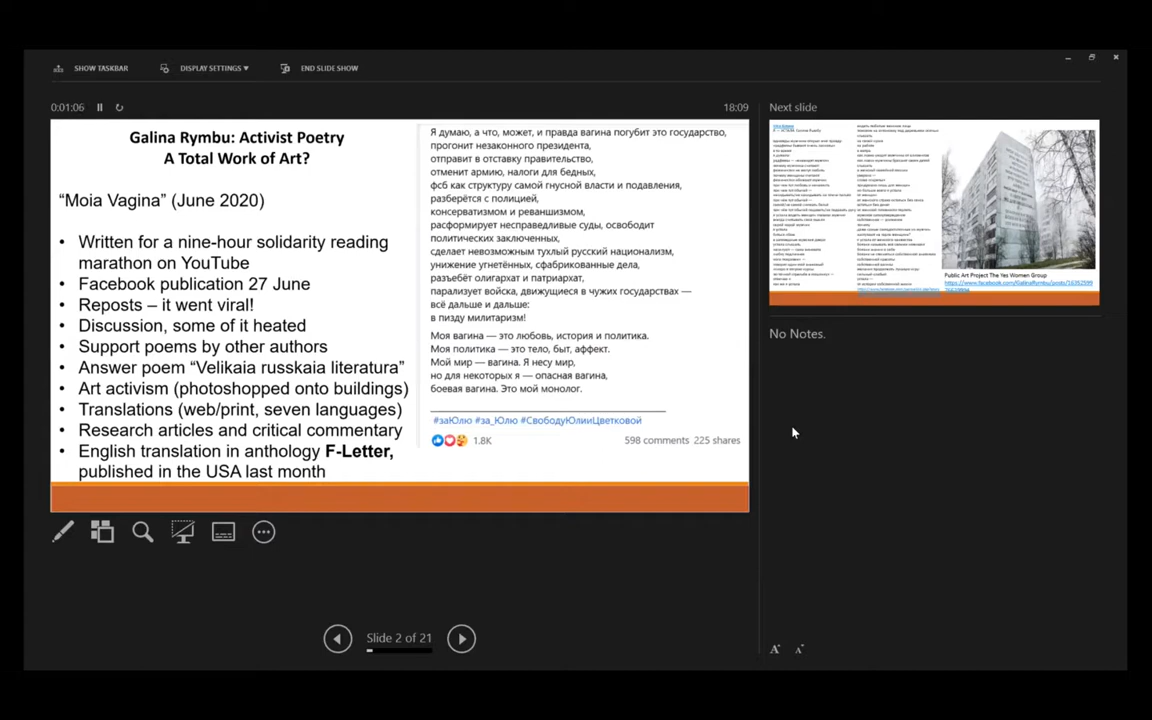 SHOW TASKBAR
DISPLAY SETTINGS ▼
END SLIDE SHOW
0:01:06
18:09
Next slide
Galina Rymbu: Activist Poetry
A Total Work of Art?
“Moia Vagina” (June 2020)
• Written for a nine-hour solidarity reading
marathon on YouTube
• Facebook publication 27 June
• Reposts – it went viral!
• Discussion, some of it heated
• Support poems by other authors
• Answer poem “Velikaia russkaia literatura”
• Art activism (photoshopped onto buildings)
• Translations (web/print, seven languages)
• Research articles and critical commentary
• English translation in anthology F-Letter,
published in the USA last month
Я думаю, а что, может, и правда вагина погубит это государство,
прогонит незаконного президента,
отправит в отставку правительство,
отменит армию, налоги для бедных,
фсб как структуру самой гнусной власти и подавления,
разберётся с полицией,
консерватизмом и реваншизмом,
расформирует несправедливые суды, освободит
политических заключенных,
сделает невозможным тухлый русский национализм,
унижение угнетённых, сфабрикованные дела,
разъебёт олигархат и патриархат,
парализует войска, движущиеся в чужих государствах —
всё дальше и дальше:
в пизду милитаризм!
Моя вагина — это любовь, история и политика.
Моя политика — это тело, быт, аффект.
Мой мир — вагина. Я несу мир,
но для некоторых я — опасная вагина,
боевая вагина. Это мой монолог.
#заЮлю #за_Юлю #СвободуЮлииЦветковой
1.8K
598 comments 225 shares
Public Art Project The Yes Women Group
No Notes.
Slide 2 of 21
A A